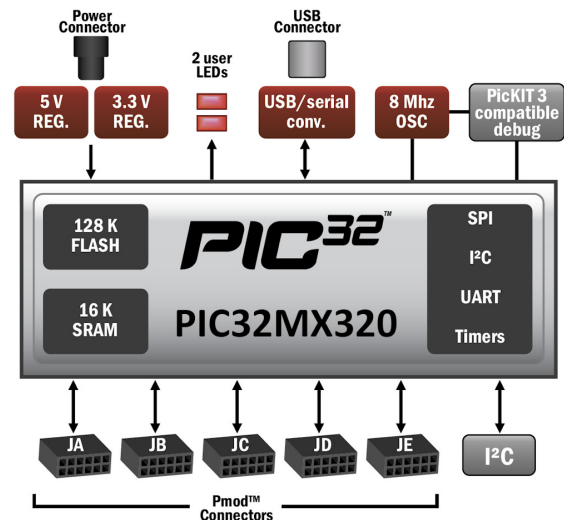 Power
Connector
USB
Connector
2 user
LEDs
5 V
REG.
3.3 V
REG.
USB/serial
conv.
8 Mhz
OSC
PicKIT 3
compatible
debug
128 K
FLASH
16 K
SRAM
PIC32™
PIC32MX320
SPI
I²C
UART
Timers
JA
JB
JC
JD
JE
I²C
Pmod™
Connectors